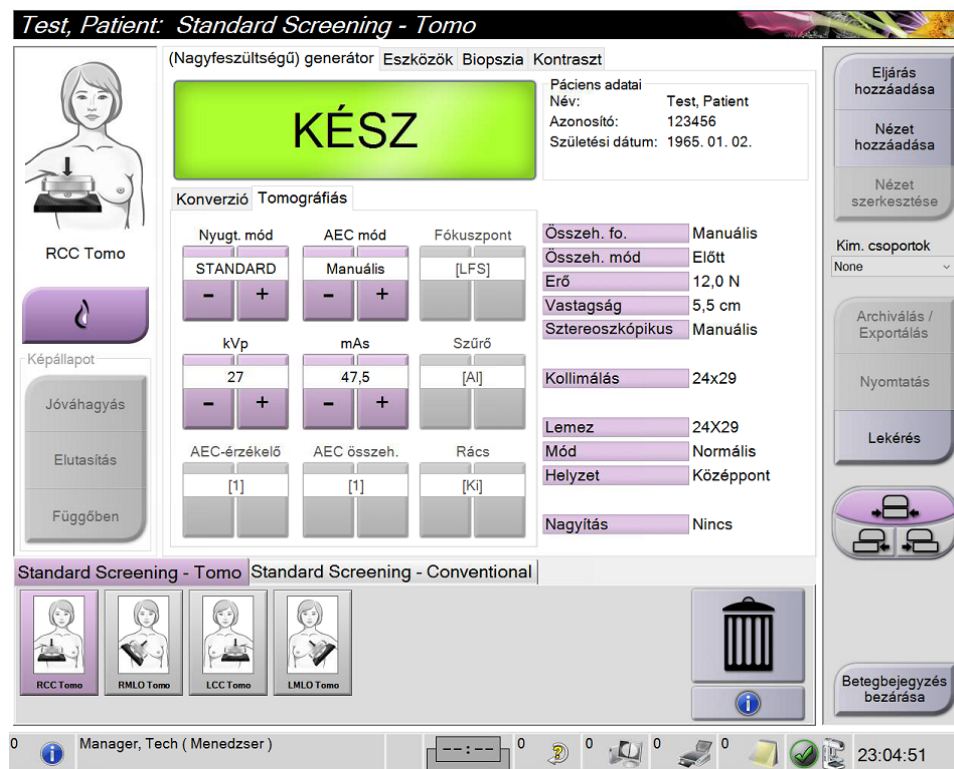 Test, Patient: Standard Screening - Tomo
(Nagyfeszültségű) generátor Eszközök Biopszia Kontraszt
KÉSZ
Páciens adatai
Név: Test, Patient
Azonosító: 123456
Születési dátum: 1965. 01. 02.
RCC Tomo
Képállapot
Jóváhagyás
Elutasítás
Függőben
Konverzió Tomográfiás
Nyugt. mód AEC mód Fókuszpont
STANDARD Manuális [LFS]
- + - +
kVp mAs Szűrő
27 47,5 [Al]
- + - +
AEC-érzékelő AEC összeh. Rács
[1] [1] [Ki]
Összeh. fo. Manuális
Összeh. mód Előtt
Erő 12,0 N
Vastagság 5,5 cm
Sztereoszkópikus Manuális
Kollimálás 24x29
Lemez 24X29
Mód Normális
Helyzet Középpont
Nagyítás Nincs
Eljárás
hozzáadása
Nézet
hozzáadása
Nézet
szerkesztése
Kim. csoportok
None
Archiválás /
Exportálás
Nyomtatás
Lekérés
Betegbejegyzés
bezárása
Standard Screening - Tomo Standard Screening - Conventional
RCC Tomo RMLO Tomo LCC Tomo LMLO Tomo
0 Manager, Tech ( Menedzser ) --:-- 0 0 0 0 23:04:51